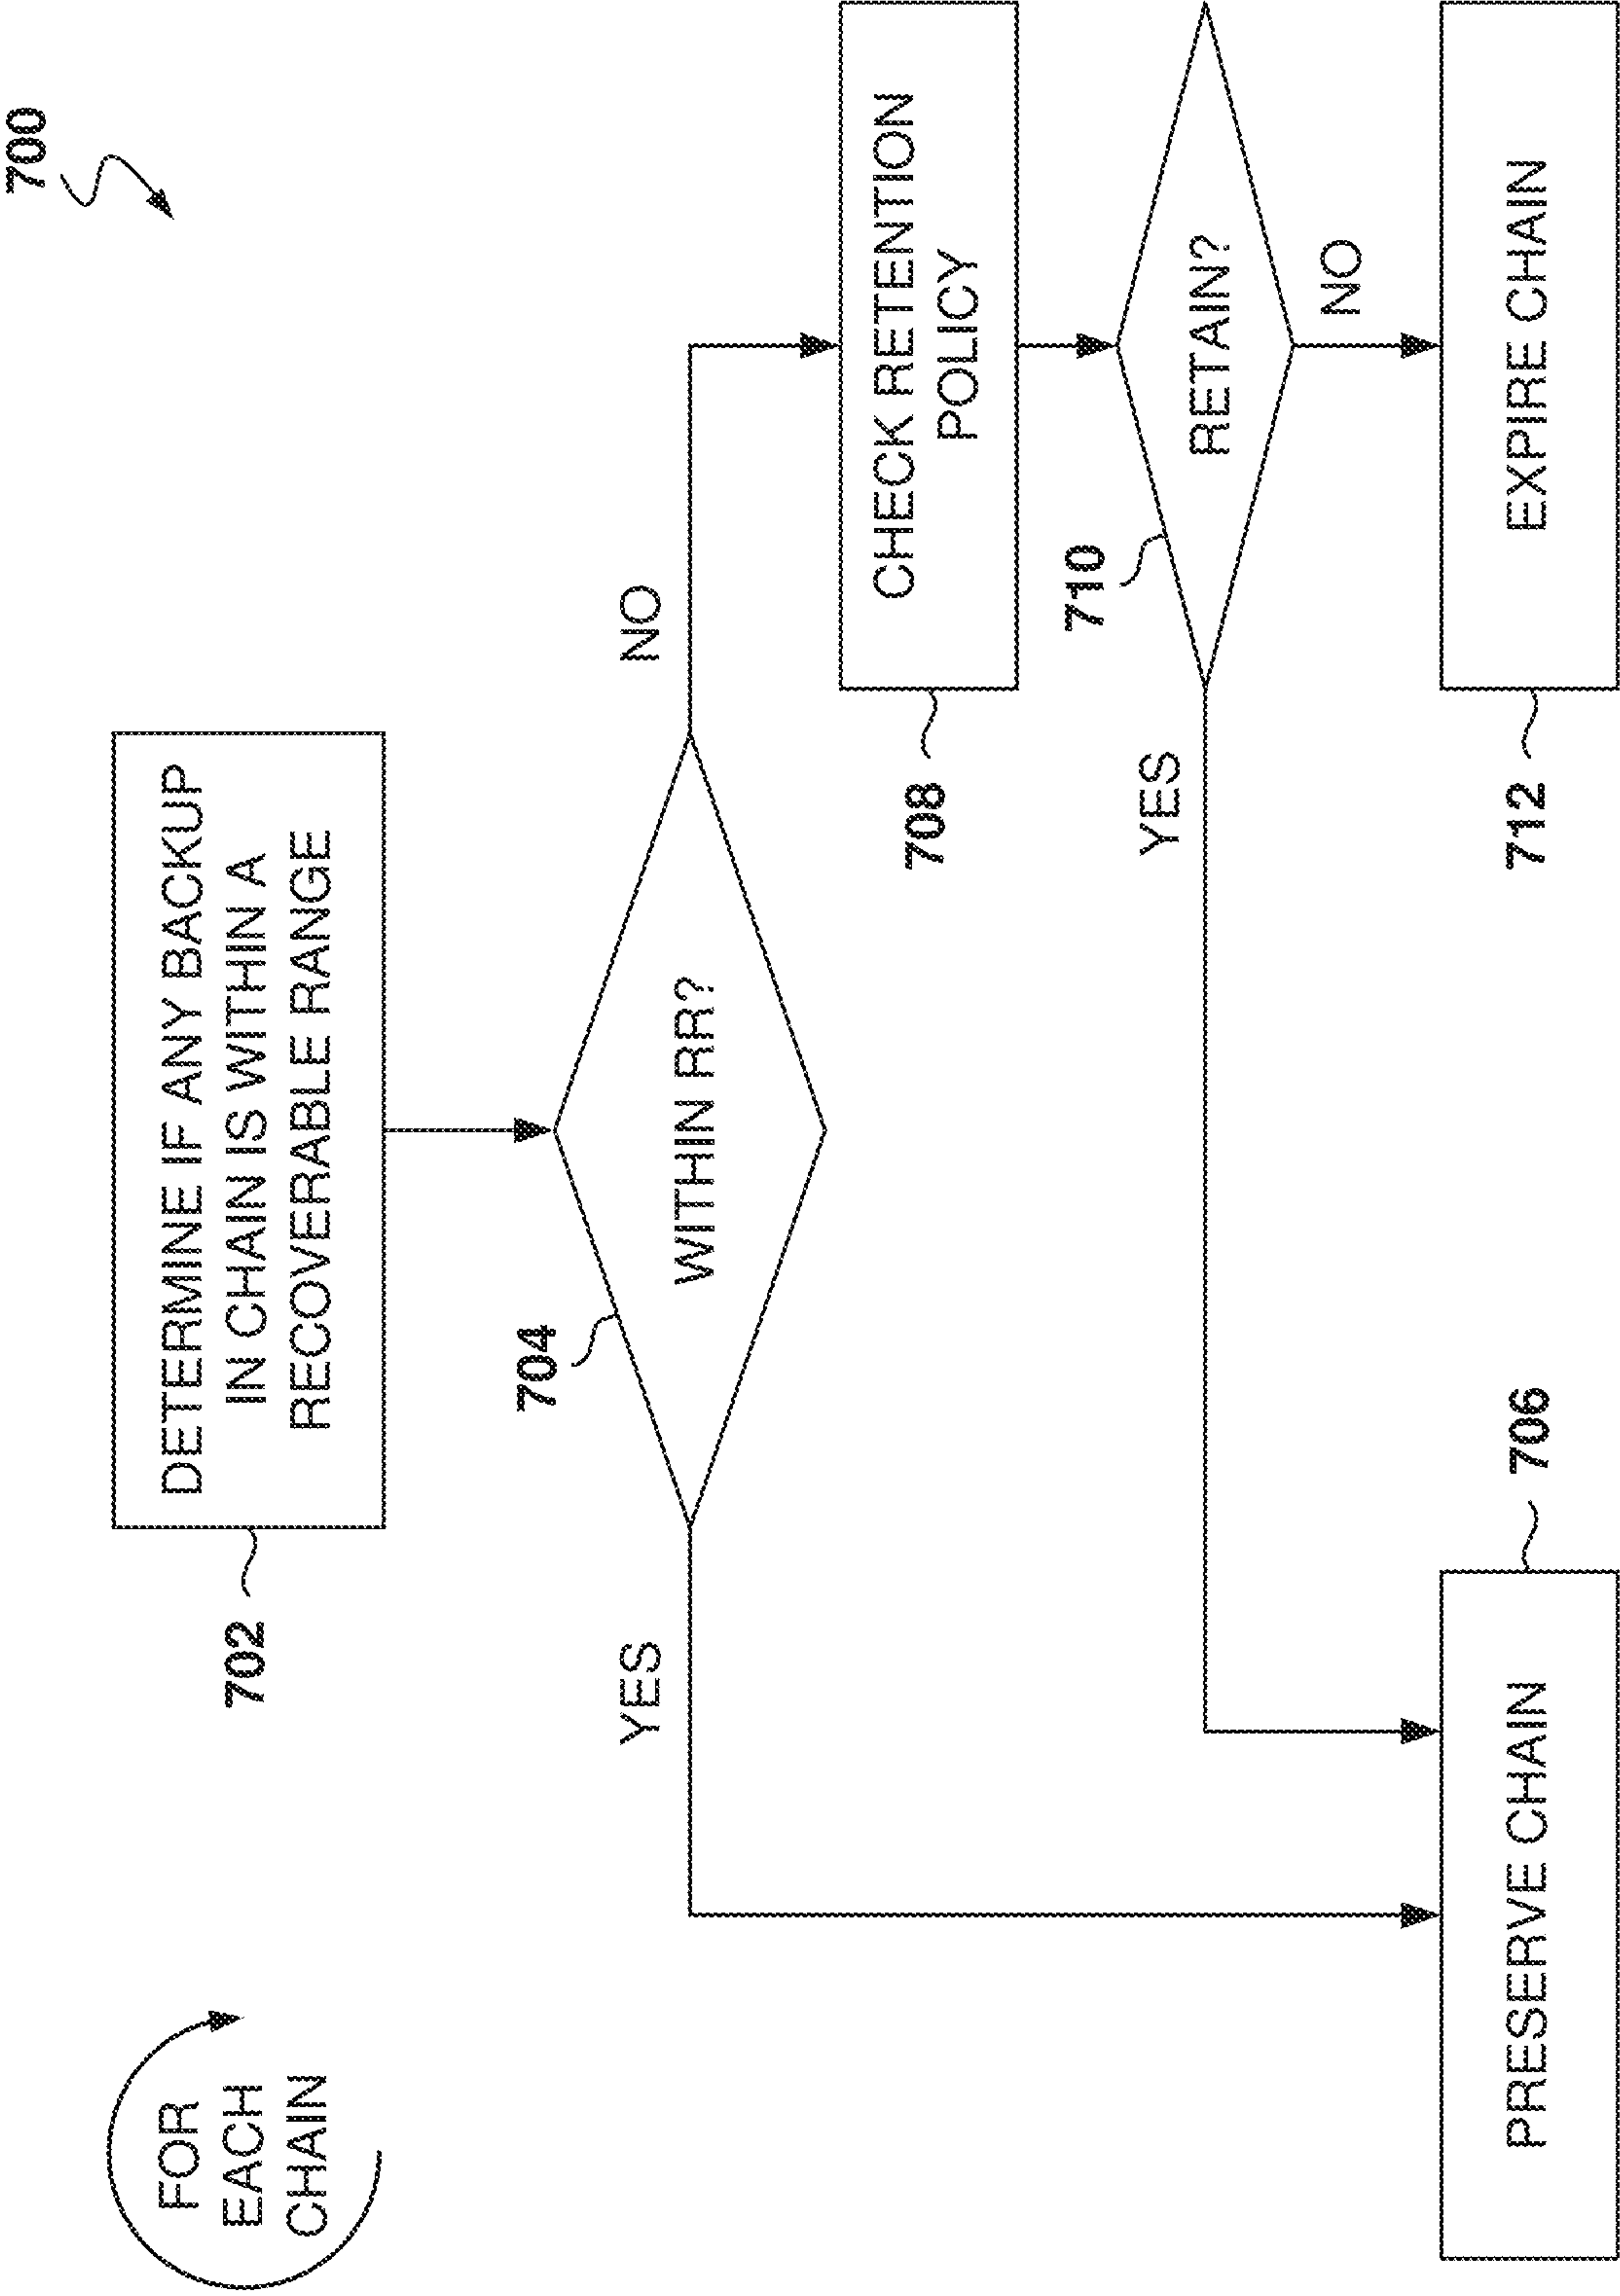 700
FOR
EACH
CHAIN
702
DETERMINE IF ANY BACKUP
IN CHAIN IS WITHIN A
RECOVERABLE RANGE
704
WITHIN RR?
YES
NO
708
CHECK RETENTION
POLICY
710
RETAIN?
YES
NO
PRESERVE CHAIN
706
712
EXPIRE CHAIN